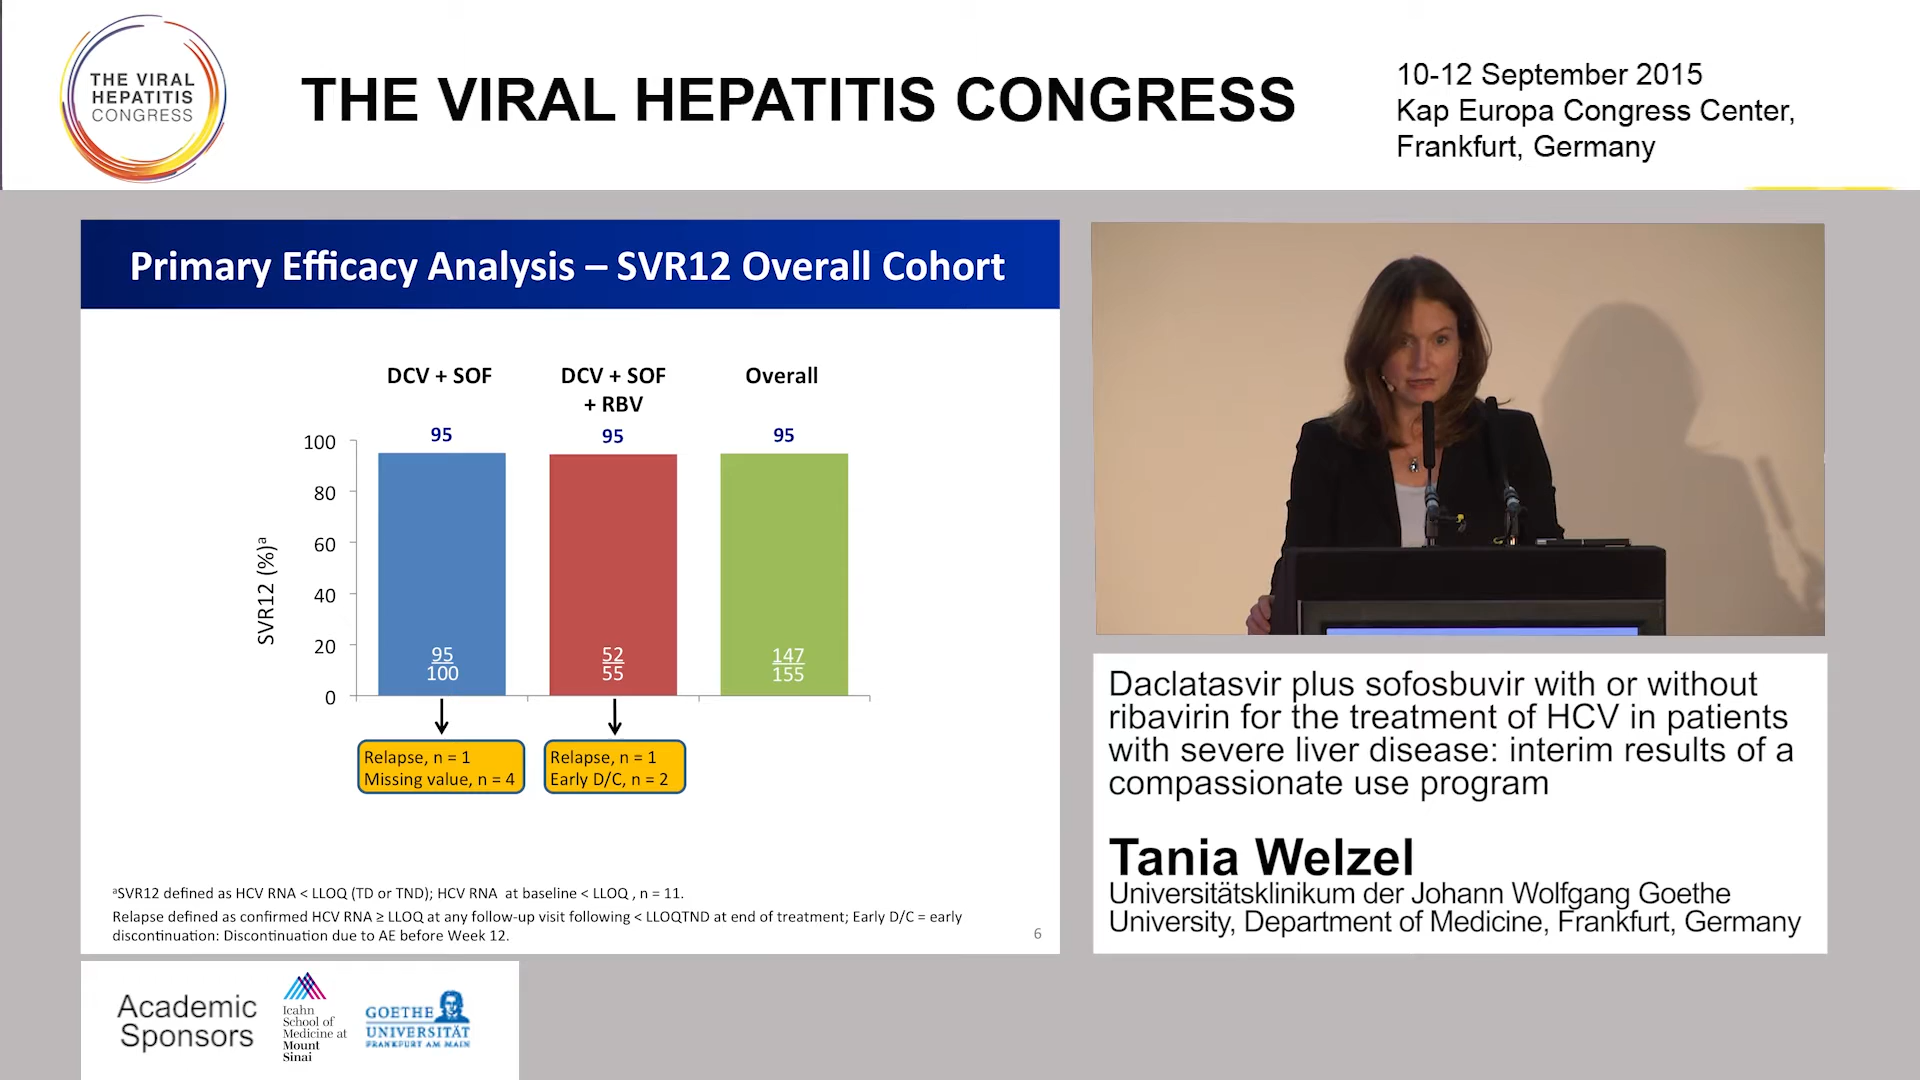 THE VIRAL
HEPATITIS
CONGRESS
THE VIRAL HEPATITIS CONGRESS
10-12 September 2015
Kap Europa Congress Center,
Frankfurt, Germany
Primary Efficacy Analysis – SVR12 Overall Cohort
DCV + SOF
DCV + SOF
+ RBV
Overall
95
95
95
SVR12 (%)ᵃ
100
80
60
40
20
0
95
100
52
55
147
155
Relapse, n = 1
Missing value, n = 4
Relapse, n = 1
Early D/C, n = 2
ᵃSVR12 defined as HCV RNA < LLOQ (TD or TND); HCV RNA at baseline < LLOQ , n = 11.
Relapse defined as confirmed HCV RNA ≥ LLOQ at any follow-up visit following < LLOQTND at end of treatment; Early D/C = early
discontinuation: Discontinuation due to AE before Week 12.
6
Daclatasvir plus sofosbuvir with or without
ribavirin for the treatment of HCV in patients
with severe liver disease: interim results of a
compassionate use program
Tania Welzel
Universitätsklinikum der Johann Wolfgang Goethe
University, Department of Medicine, Frankfurt, Germany
Academic
Sponsors
Icahn
School of
Medicine at
Mount
Sinai
GOETHE
UNIVERSITÄT
FRANKFURT AM MAIN